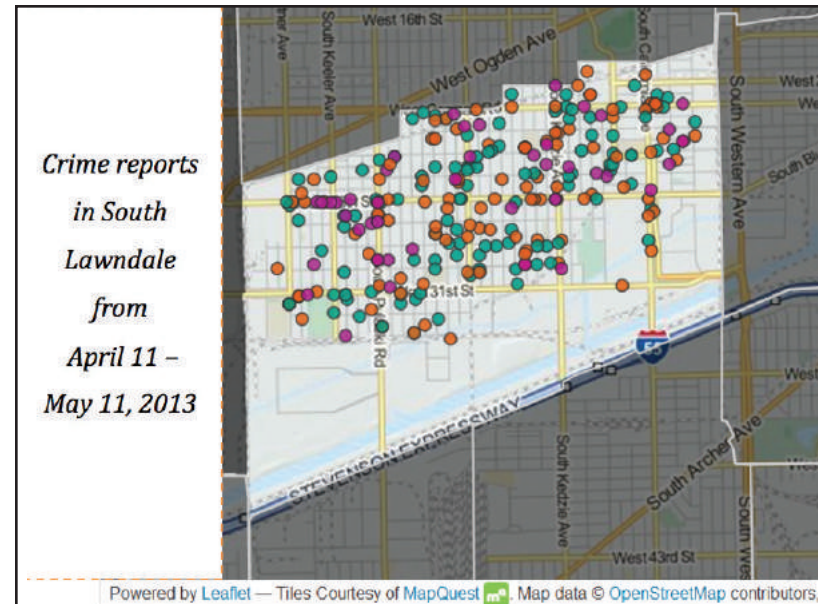 Crime reports
in South
Lawndale
from
April 11 –
May 11, 2013
West 16th St
South Keeler Ave
West Ogden Ave
South Western Ave
31st St
ski Rd
55
STEVENSON EXPRESSWAY
South Kedzie Ave
South Archer Ave
West 43rd St
Powered by Leaflet — Tiles Courtesy of MapQuest m. Map data © OpenStreetMap contributors,